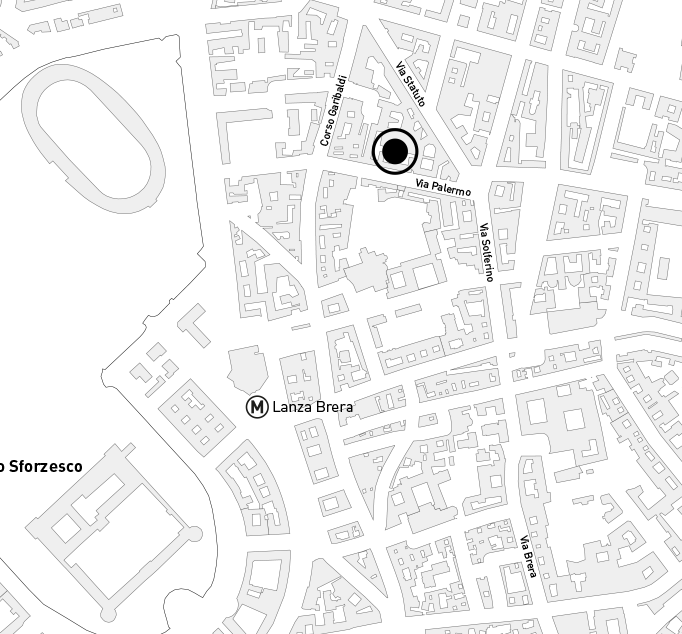 Via Statuto
Corso Garibaldi
Via Palermo
Via Solferino
M Lanza Brera
o Sforzesco
Via Brera